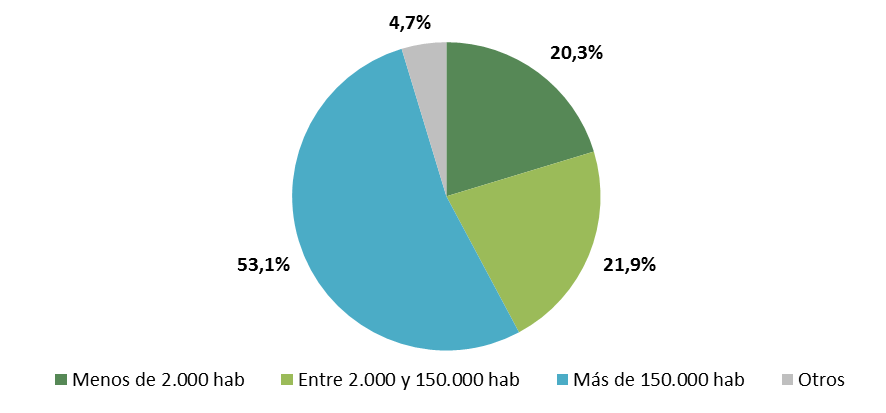 4,7%
20,3%
53,1%
21,9%
Menos de 2.000 hab
Entre 2.000 y 150.000 hab
Más de 150.000 hab
Otros